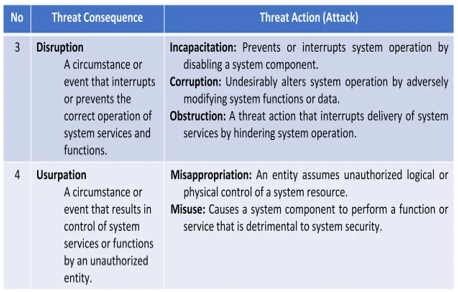 No Threat Consequence Threat Action (Attack)
3 Disruption
A circumstance or
event that interrupts
or prevents the
correct operation of
system services and
functions.
Incapacitation: Prevents or interrupts system operation by
disabling a system component.
Corruption: Undesirably alters system operation by adversely
modifying system functions or data.
Obstruction: A threat action that interrupts delivery of system
services by hindering system operation.
4 Usurpation
A circumstance or
event that results in
control of system
services or functions
by an unauthorized
entity.
Misappropriation: An entity assumes unauthorized logical or
physical control of a system resource.
Misuse: Causes a system component to perform a function or
service that is detrimental to system security.